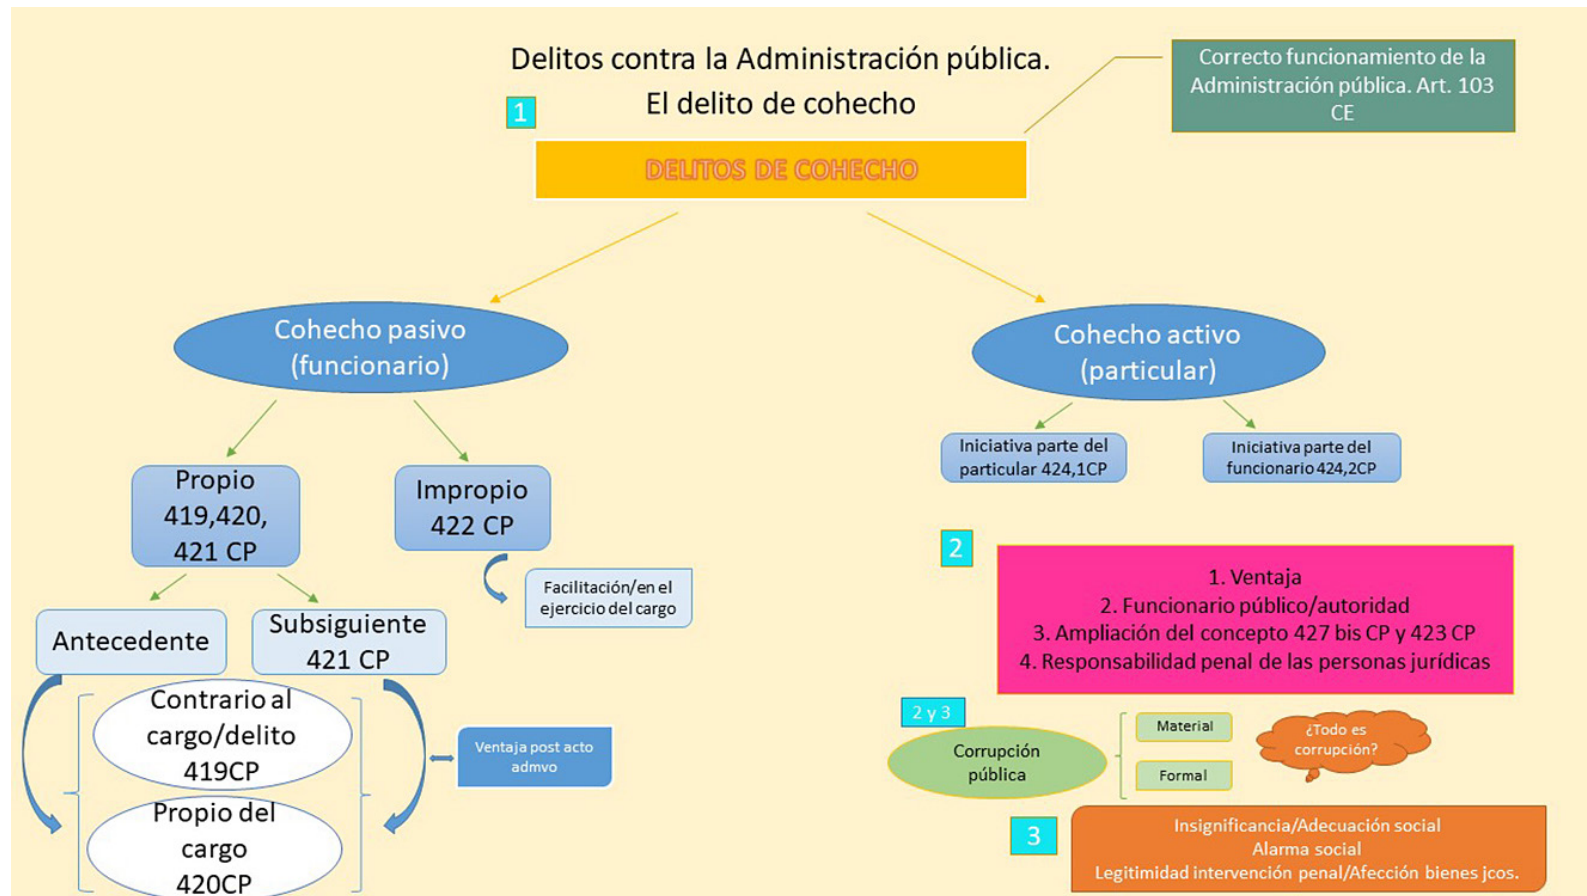 Delitos contra la Administración pública.
El delito de cohecho
Correcto funcionamiento de la
Administración pública. Art. 103
CE
1
DELITOS DE COHECHO
Cohecho pasivo
(funcionario)
Cohecho activo
(particular)
Propio
419,420,
421 CP
Impropio
422 CP
Iniciativa parte del
particular 424,1CP
Iniciativa parte del
funcionario 424,2CP
Facilitación/en el
ejercicio del cargo
Antecedente
Subsiguiente
421 CP
Contrario al
cargo/delito
419CP
Propio del
cargo
420CP
Ventaja post acto
admvo
2
1. Ventaja
2. Funcionario público/autoridad
3. Ampliación del concepto 427 bis CP y 423 CP
4. Responsabilidad penal de las personas jurídicas
2 y 3
Corrupción
pública
Material
Formal
¿Todo es
corrupción?
3
Insignificancia/Adecuación social
Alarma social
Legitimidad intervención penal/Afección bienes jcos.